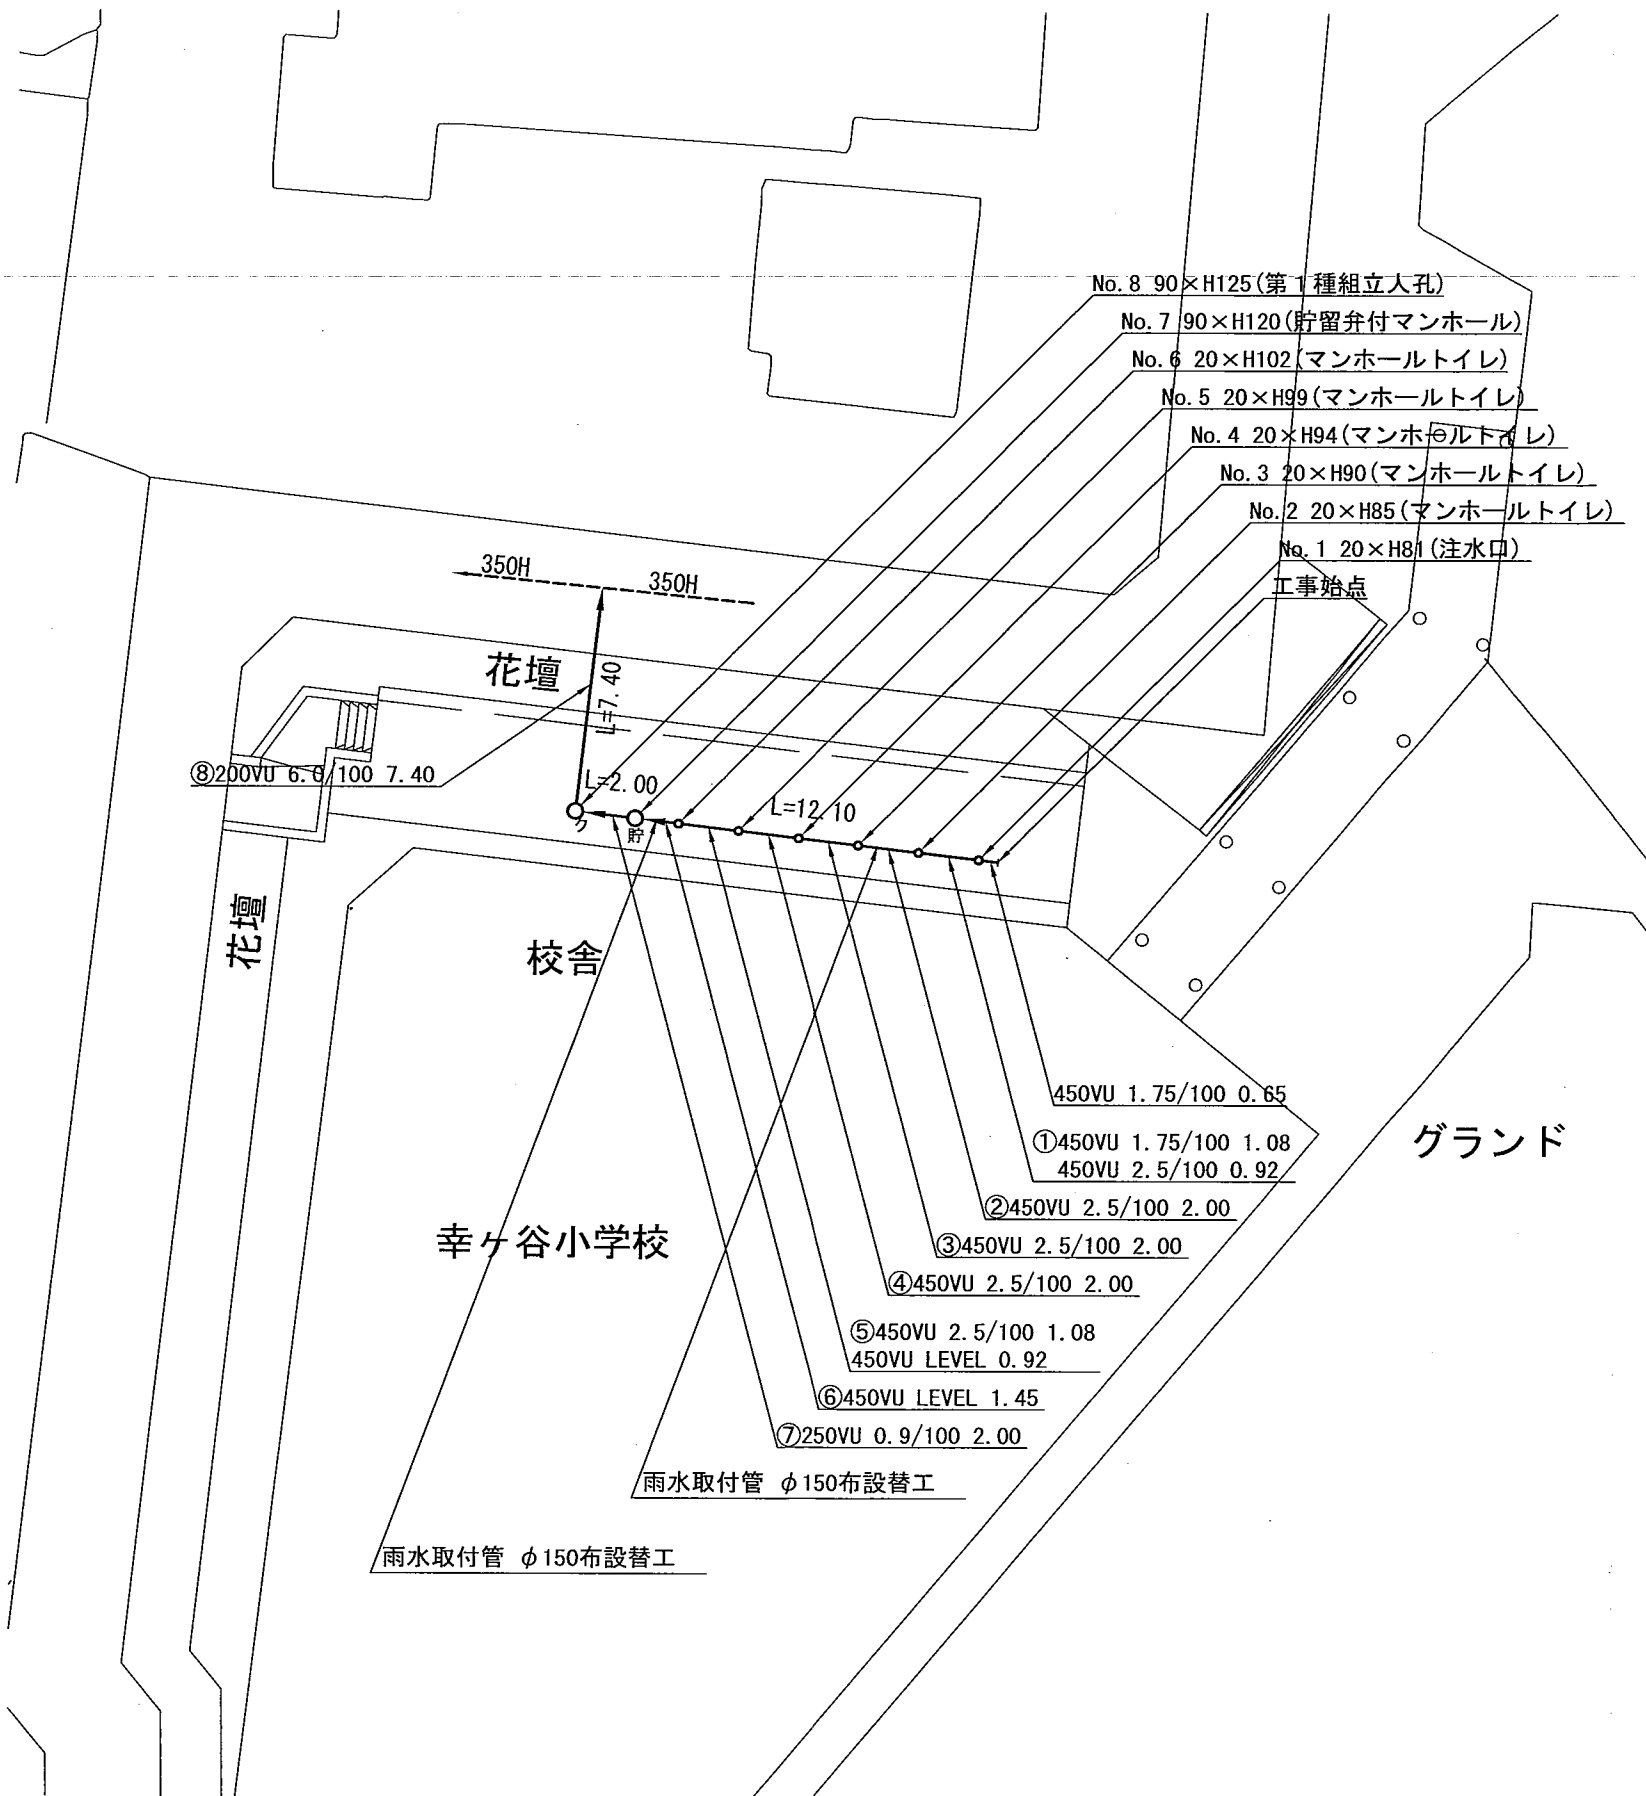 No.8 90×H125(第1種組立人孔)
No.7 90×H120(貯留弁付マンホール)
No.6 20×H102(マンホールトイレ)
No.5 20×H99(マンホールトイレ)
No.4 20×H94(マンホールトイレ)
No.3 20×H90(マンホールトイレ)
No.2 20×H85(マンホールトイレ)
No.1 20×H81(注水口)
工事始点
350H
350H
花壇
L=7.40
⑧200VU 6.0/100 7.40
L=2.00
L=12.10
ク
貯
花壇
校舎
450VU 1.75/100 0.65
①450VU 1.75/100 1.08
450VU 2.5/100 0.92
グランド
②450VU 2.5/100 2.00
幸ヶ谷小学校
③450VU 2.5/100 2.00
④450VU 2.5/100 2.00
⑤450VU 2.5/100 1.08
450VU LEVEL 0.92
⑥450VU LEVEL 1.45
⑦250VU 0.9/100 2.00
雨水取付管 φ150布設替工
雨水取付管 φ150布設替工